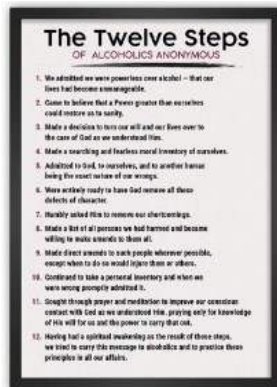 The Twelve Steps
OF ALCOHOLICS ANONYMOUS
1. We admitted we were powerless over alcohol – that our
lives had become unmanageable.
2. Came to believe that a Power greater than ourselves
could restore us to sanity.
3. Made a decision to turn our will and our lives over to
the care of God as we understood Him.
4. Made a searching and fearless moral inventory of ourselves.
5. Admitted to God, to ourselves, and to another human
being the exact nature of our wrongs.
6. Were entirely ready to have God remove all these
defects of character.
7. Humbly asked Him to remove our shortcomings.
8. Made a list of all persons we had harmed and became
willing to make amends to them all.
9. Made direct amends to such people wherever possible,
except when to do so would injure them or others.
10. Continued to take a personal inventory and when we
were wrong promptly admitted it.
11. Sought through prayer and meditation to improve our conscious
contact with God as we understood Him, praying only for knowledge
of His will for us and the power to carry that out.
12. Having had a spiritual awakening as the result of these steps,
we tried to carry this message to alcoholics and to practice these
principles in all our affairs.